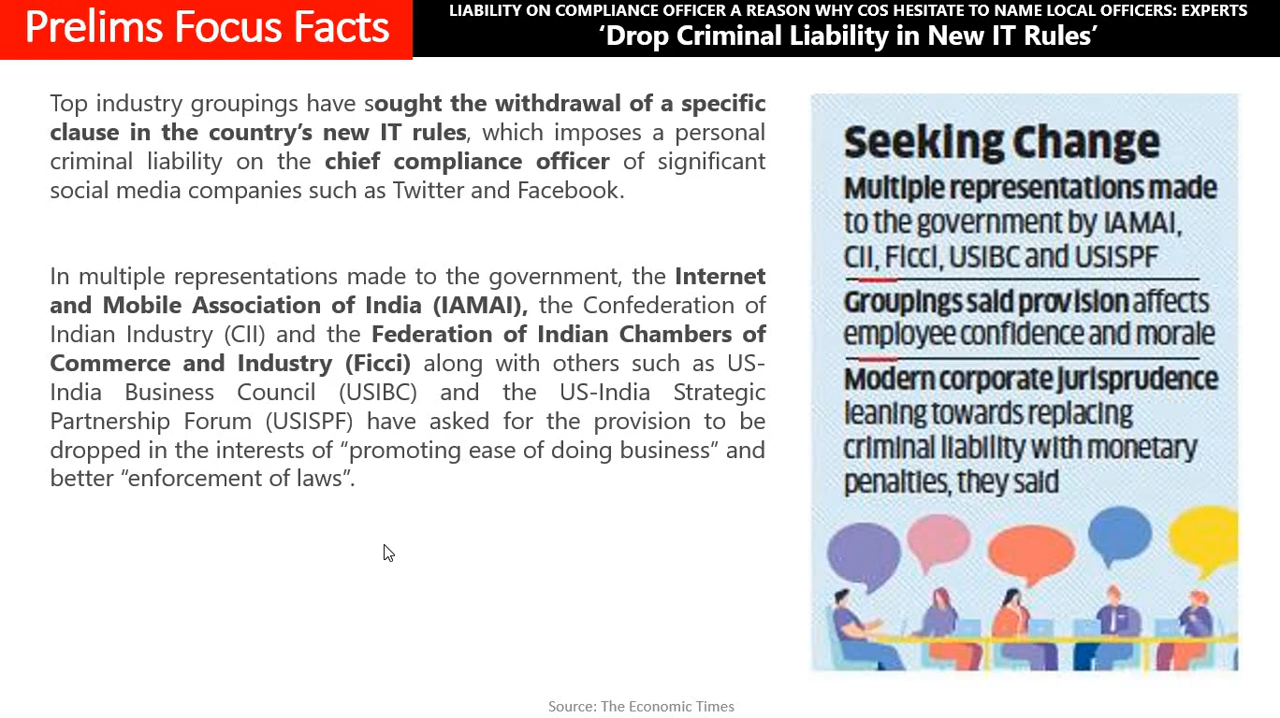 Prelims Focus Facts
LIABILITY ON COMPLIANCE OFFICER A REASON WHY COS HESITATE TO NAME LOCAL OFFICERS: EXPERTS
‘Drop Criminal Liability in New IT Rules’
Top industry groupings have sought the withdrawal of a specific
clause in the country’s new IT rules, which imposes a personal
criminal liability on the chief compliance officer of significant
social media companies such as Twitter and Facebook.
In multiple representations made to the government, the Internet
and Mobile Association of India (IAMAI), the Confederation of
Indian Industry (CII) and the Federation of Indian Chambers of
Commerce and Industry (Ficci) along with others such as US-
India Business Council (USIBC) and the US-India Strategic
Partnership Forum (USISPF) have asked for the provision to be
dropped in the interests of “promoting ease of doing business” and
better “enforcement of laws”.
Seeking Change
Multiple representations made
to the government by IAMAI,
CII, Ficci, USIBC and USISPF
Groupings said provision affects
employee confidence and morale
Modern corporate jurisprudence
leaning towards replacing
criminal liability with monetary
penalties, they said
Source: The Economic Times